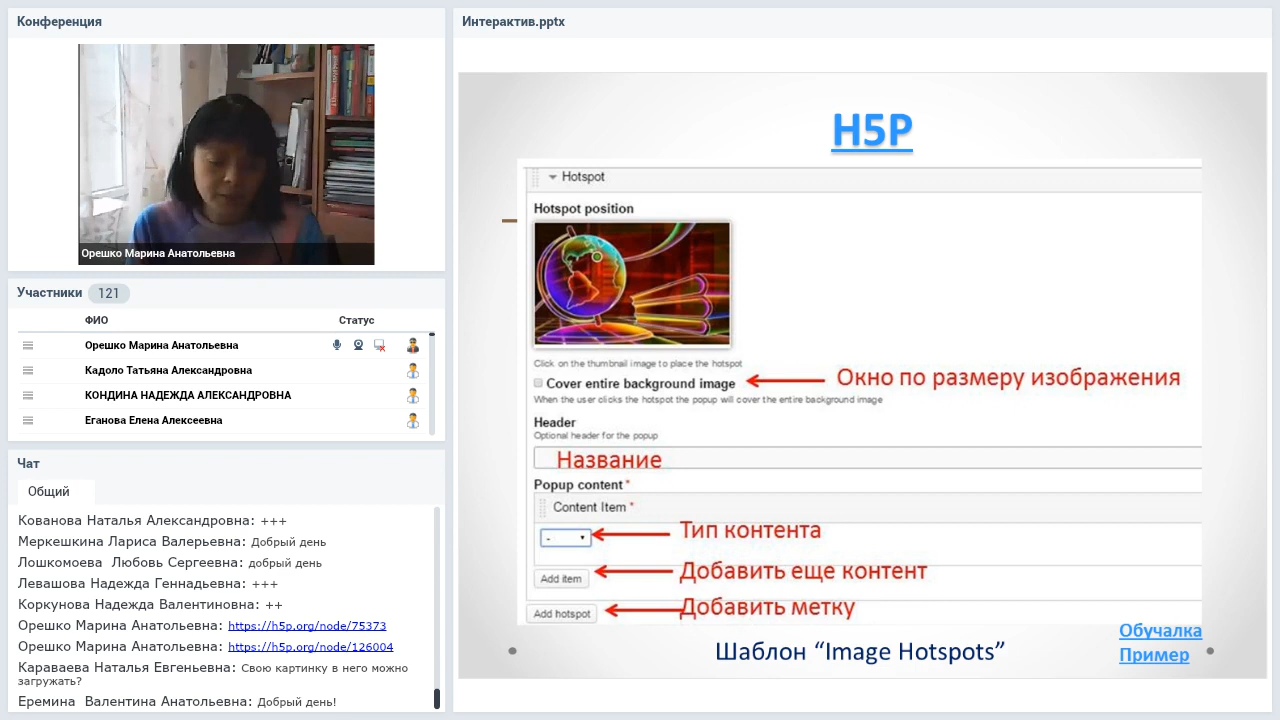 Конференция
Орешко Марина Анатольевна
Участники 121
ФИО Статус
Орешко Марина Анатольевна
Кадоло Татьяна Александровна
КОНДИНА НАДЕЖДА АЛЕКСАНДРОВНА
Еганова Елена Алексеевна
Чат
Общий
Кованова Наталья Александровна: +++
Меркешкина Лариса Валерьевна: Добрый день
Лошкомоева Любовь Сергеевна: добрый день
Левашова Надежда Геннадьевна: +++
Коркунова Надежда Валентиновна: ++
Орешко Марина Анатольевна: https://h5p.org/node/75373
Орешко Марина Анатольевна: https://h5p.org/node/126004
Караваева Наталья Евгеньевна: Свою картинку в него можно
загружать?
Еремина Валентина Анатольевна: Добрый день!
Интерактив.pptx
H5P
Hotspot
Hotspot position
Click on the thumbnail image to place the hotspot
Cover entire background image Окно по размеру изображения
When the user clicks the hotspot the popup will cover the entire background image
Header
Optional header for the popup
Название
Popup content *
Content Item *
- Тип контента
Add item Добавить еще контент
Add hotspot Добавить метку
Шаблон “Image Hotspots”
Обучалка
Пример